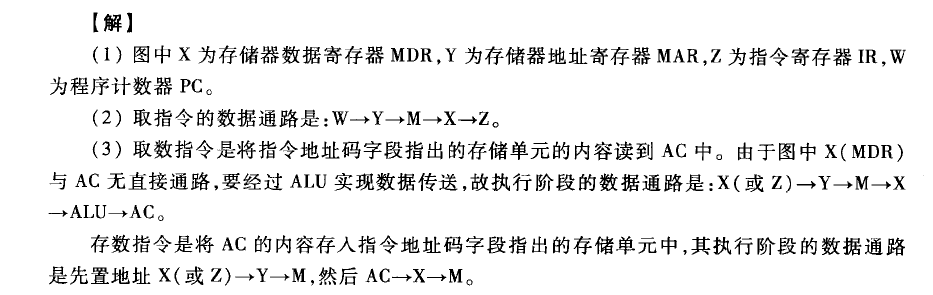 【解】
(1) 图中 X 为存储器数据寄存器 MDR,Y 为存储器地址寄存器 MAR,Z 为指令寄存器 IR,W
为程序计数器 PC。
(2) 取指令的数据通路是:W→Y→M→X→Z。
(3) 取数指令是将指令地址码字段指出的存储单元的内容读到 AC 中。由于图中 X(MDR)
与 AC 无直接通路,要经过 ALU 实现数据传送,故执行阶段的数据通路是:X(或 Z)→Y→M→X
→ALU→AC。
存数指令是将 AC 的内容存入指令地址码字段指出的存储单元中,其执行阶段的数据通路
是先置地址 X(或 Z)→Y→M,然后 AC→X→M。